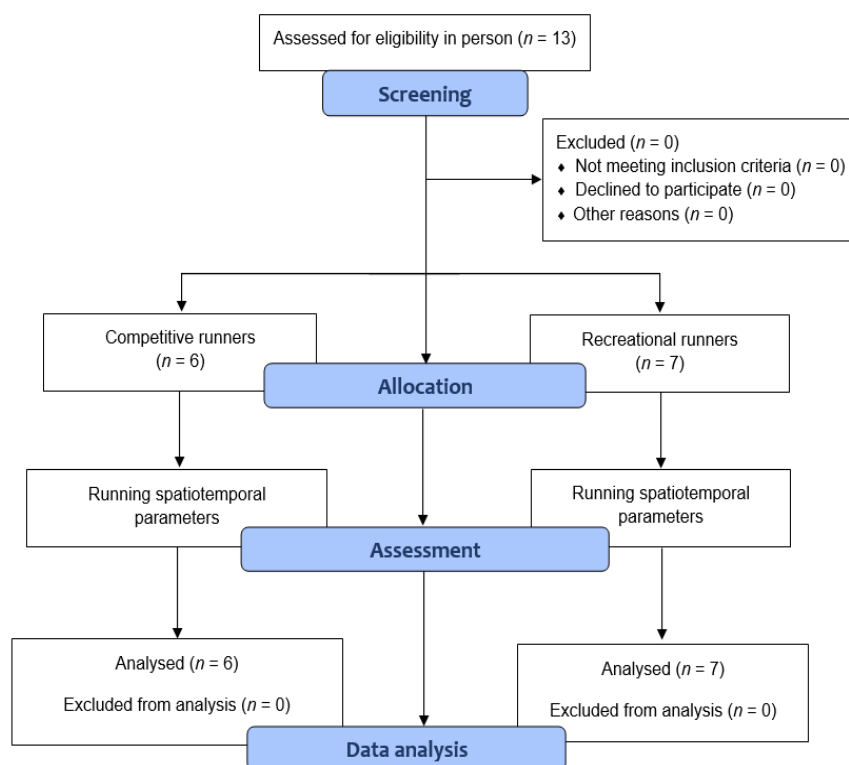 Assessed for eligibility in person (n = 13)
Screening
Excluded (n = 0)
♦ Not meeting inclusion criteria (n = 0)
♦ Declined to participate (n = 0)
♦ Other reasons (n = 0)
Competitive runners
(n = 6)
Recreational runners
(n = 7)
Allocation
Running spatiotemporal
parameters
Running spatiotemporal
parameters
Assessment
Analysed (n = 6)
Excluded from analysis (n = 0)
Analysed (n = 7)
Excluded from analysis (n = 0)
Data analysis